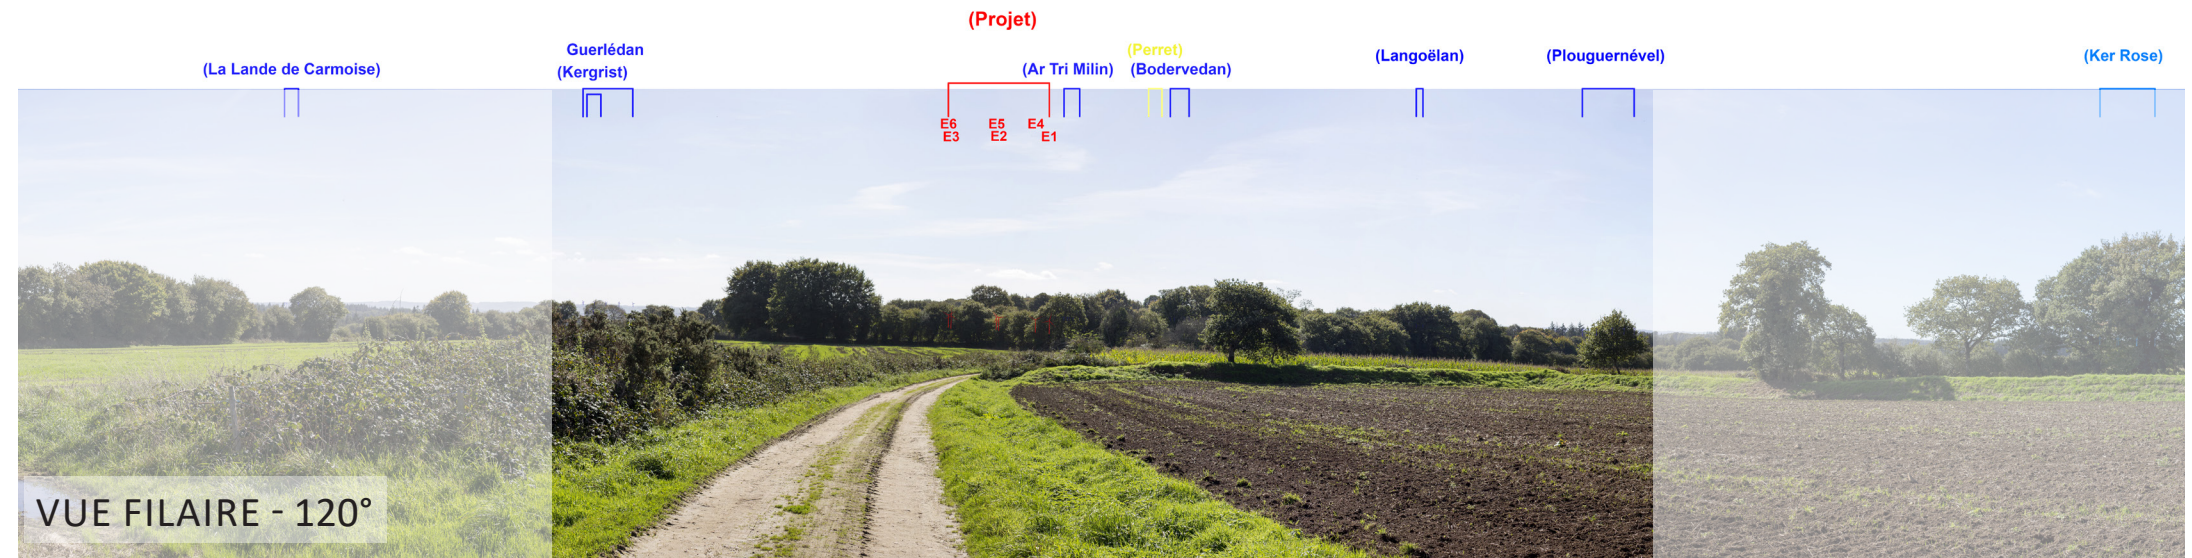 (Projet)
Guerlédan
(Perret)
(Langoëlan)
(Plouguernével)
(Ker Rose)
(La Lande de Carmoise)
(Kergrist)
(Ar Tri Milin)
(Bodervedan)
E6
E5
E4
E3
E2
E1
VUE FILAIRE - 120°